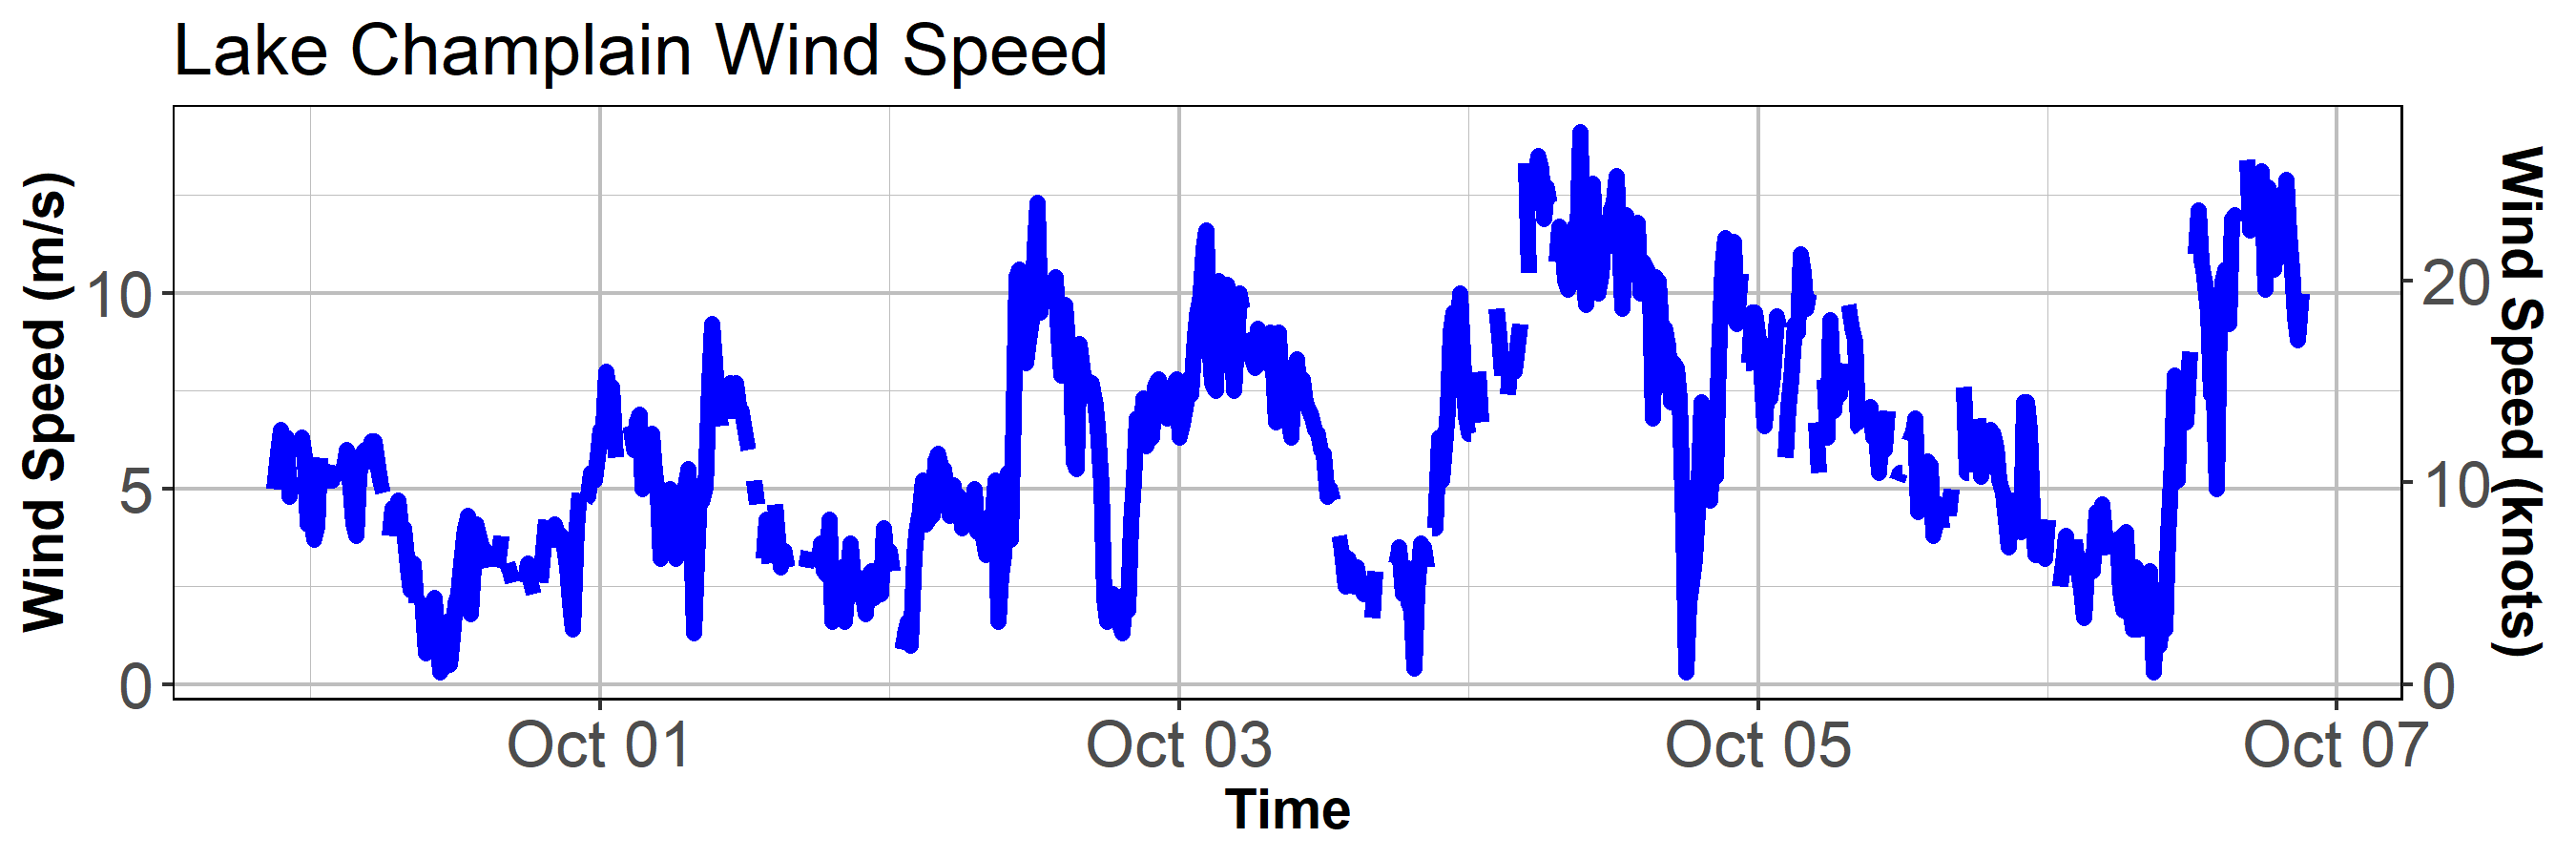 Lake Champlain Wind Speed
Wind Speed (m/s)
10
5
0
20
10
0
Wind Speed (knots)
Oct 01
Oct 03
Oct 05
Oct 07
Time